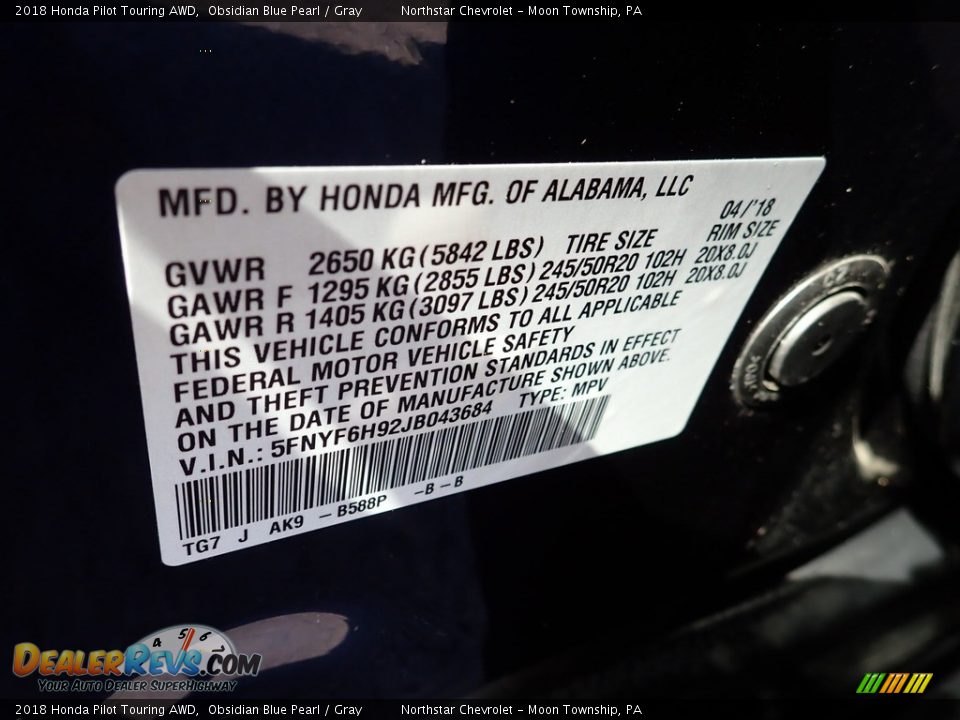 2018 Honda Pilot Touring AWD,  Obsidian Blue Pearl / Gray   Northstar Chevrolet - Moon Township, PA
MFD. BY HONDA MFG. OF ALABAMA, LLC
04/'18
GVWR 2650 KG (5842 LBS) TIRE SIZE RIM SIZE
GAWR F 1295 KG (2855 LBS) 245/50R20 102H 20X8.0J
GAWR R 1405 KG (3097 LBS) 245/50R20 102H 20X8.0J
THIS VEHICLE CONFORMS TO ALL APPLICABLE
FEDERAL MOTOR VEHICLE SAFETY
AND THEFT PREVENTION STANDARDS IN EFFECT
ON THE DATE OF MANUFACTURE SHOWN ABOVE.
V.I.N.: 5FNYF6H92JB043684 TYPE: MPV
TG7 J AK9 – B588P –B – B
4 5 6
DEALERREVS.COM
YOUR AUTO DEALER SUPERHIGHWAY
2018 Honda Pilot Touring AWD,  Obsidian Blue Pearl / Gray   Northstar Chevrolet - Moon Township, PA